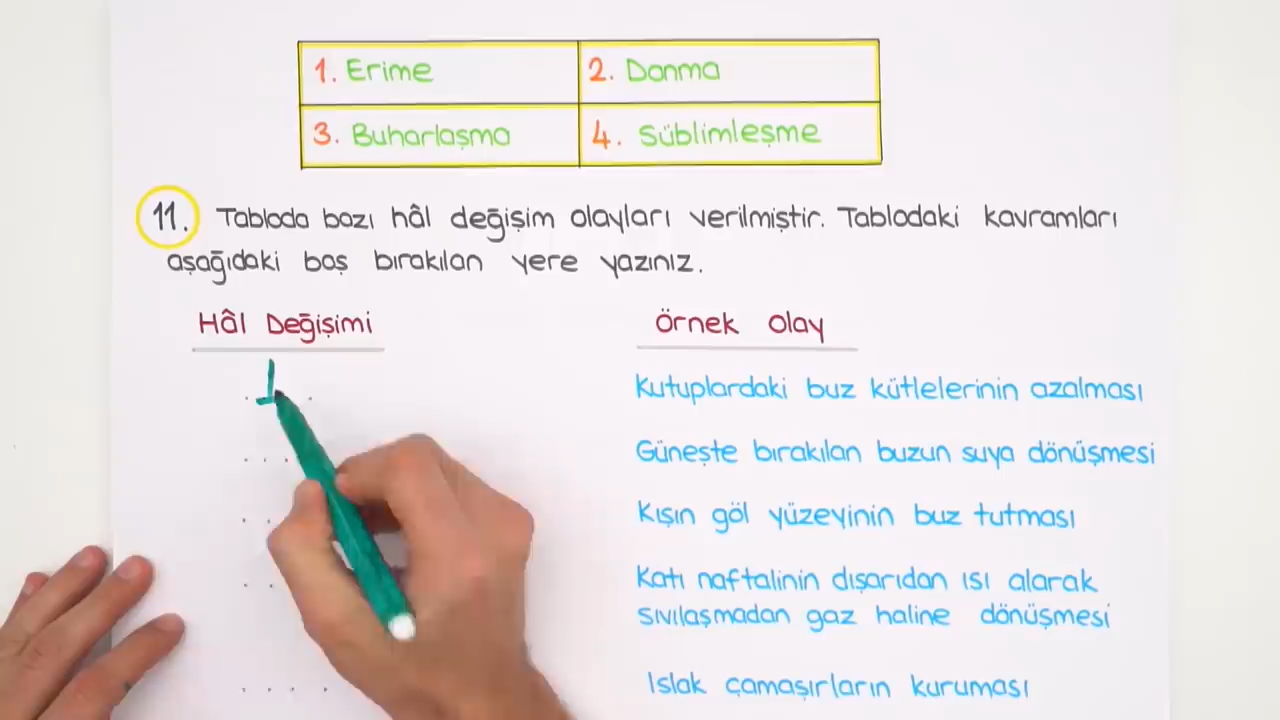 1. Erime
2. Donma
3. Buharlaşma
4. Süblimleşme
11. Tabloda bazı hâl değişim olayları verilmiştir. Tablodaki kavramları
aşağıdaki boş bırakılan yere yazınız.
Hâl Değişimi
Örnek Olay
1
Kutuplardaki buz kütlelerinin azalması
Güneşte bırakılan buzun suya dönüşmesi
Kışın göl yüzeyinin buz tutması
Katı naftalinin dışarıdan ısı alarak
sıvılaşmadan gaz haline dönüşmesi
Islak çamaşırların kuruması